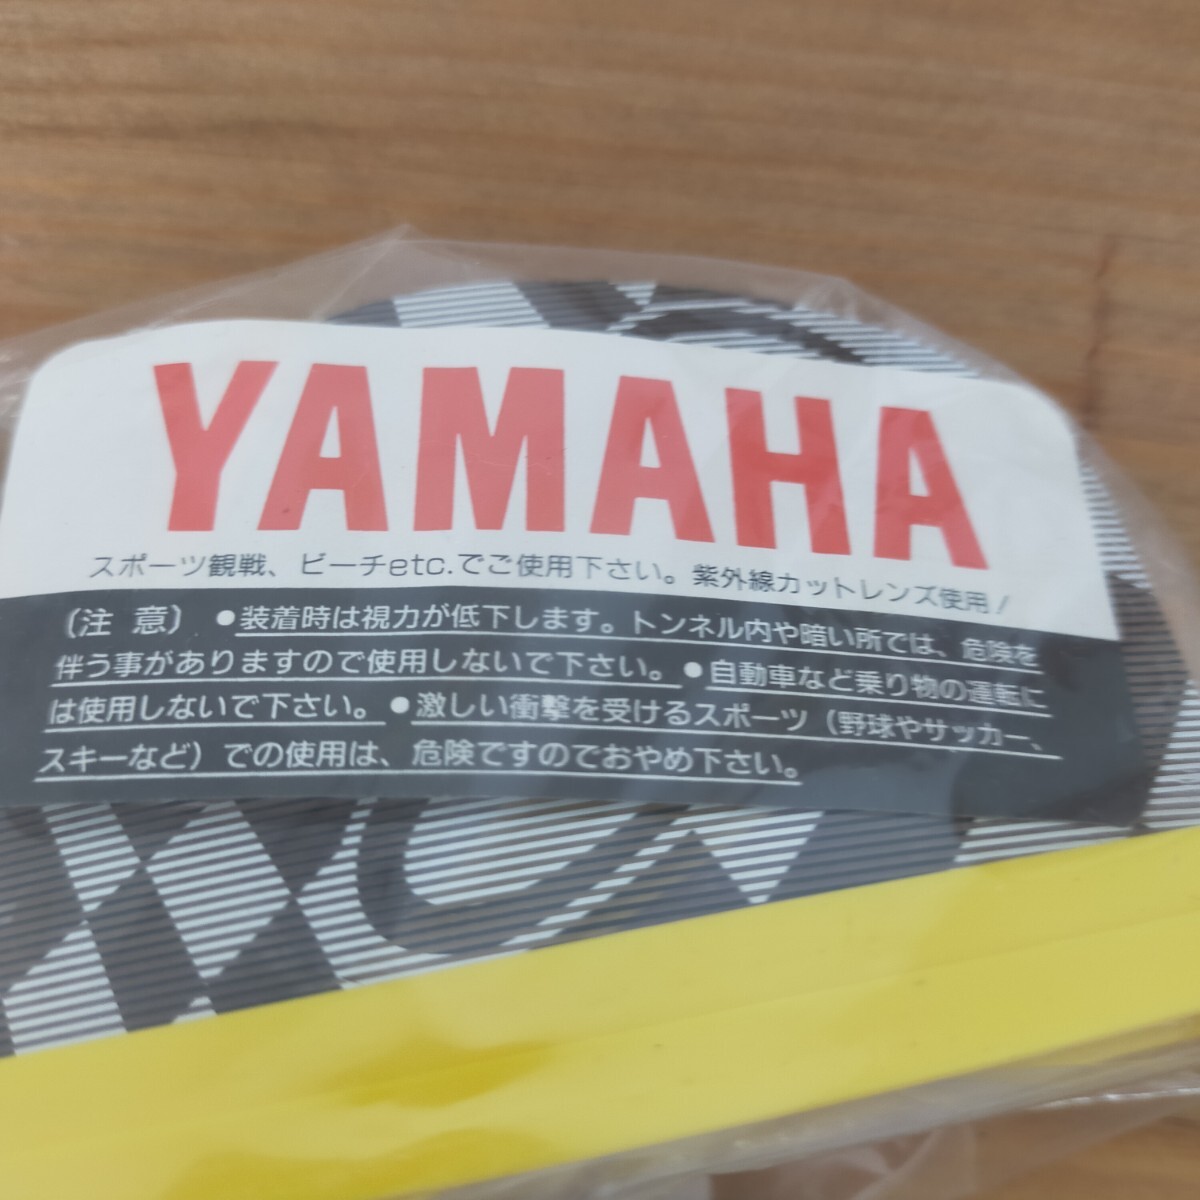 YAMAHA
スポーツ観戦、ビーチetc.でご使用下さい。紫外線カットレンズ使用！
（注　意）●装着時は視力が低下します。トンネル内や暗い所では、危険を
伴う事がありますので使用しないで下さい。●自動車など乗り物の運転に
は使用しないで下さい。●激しい衝撃を受けるスポーツ（野球やサッカー、
スキーなど）での使用は、危険ですのでおやめ下さい。